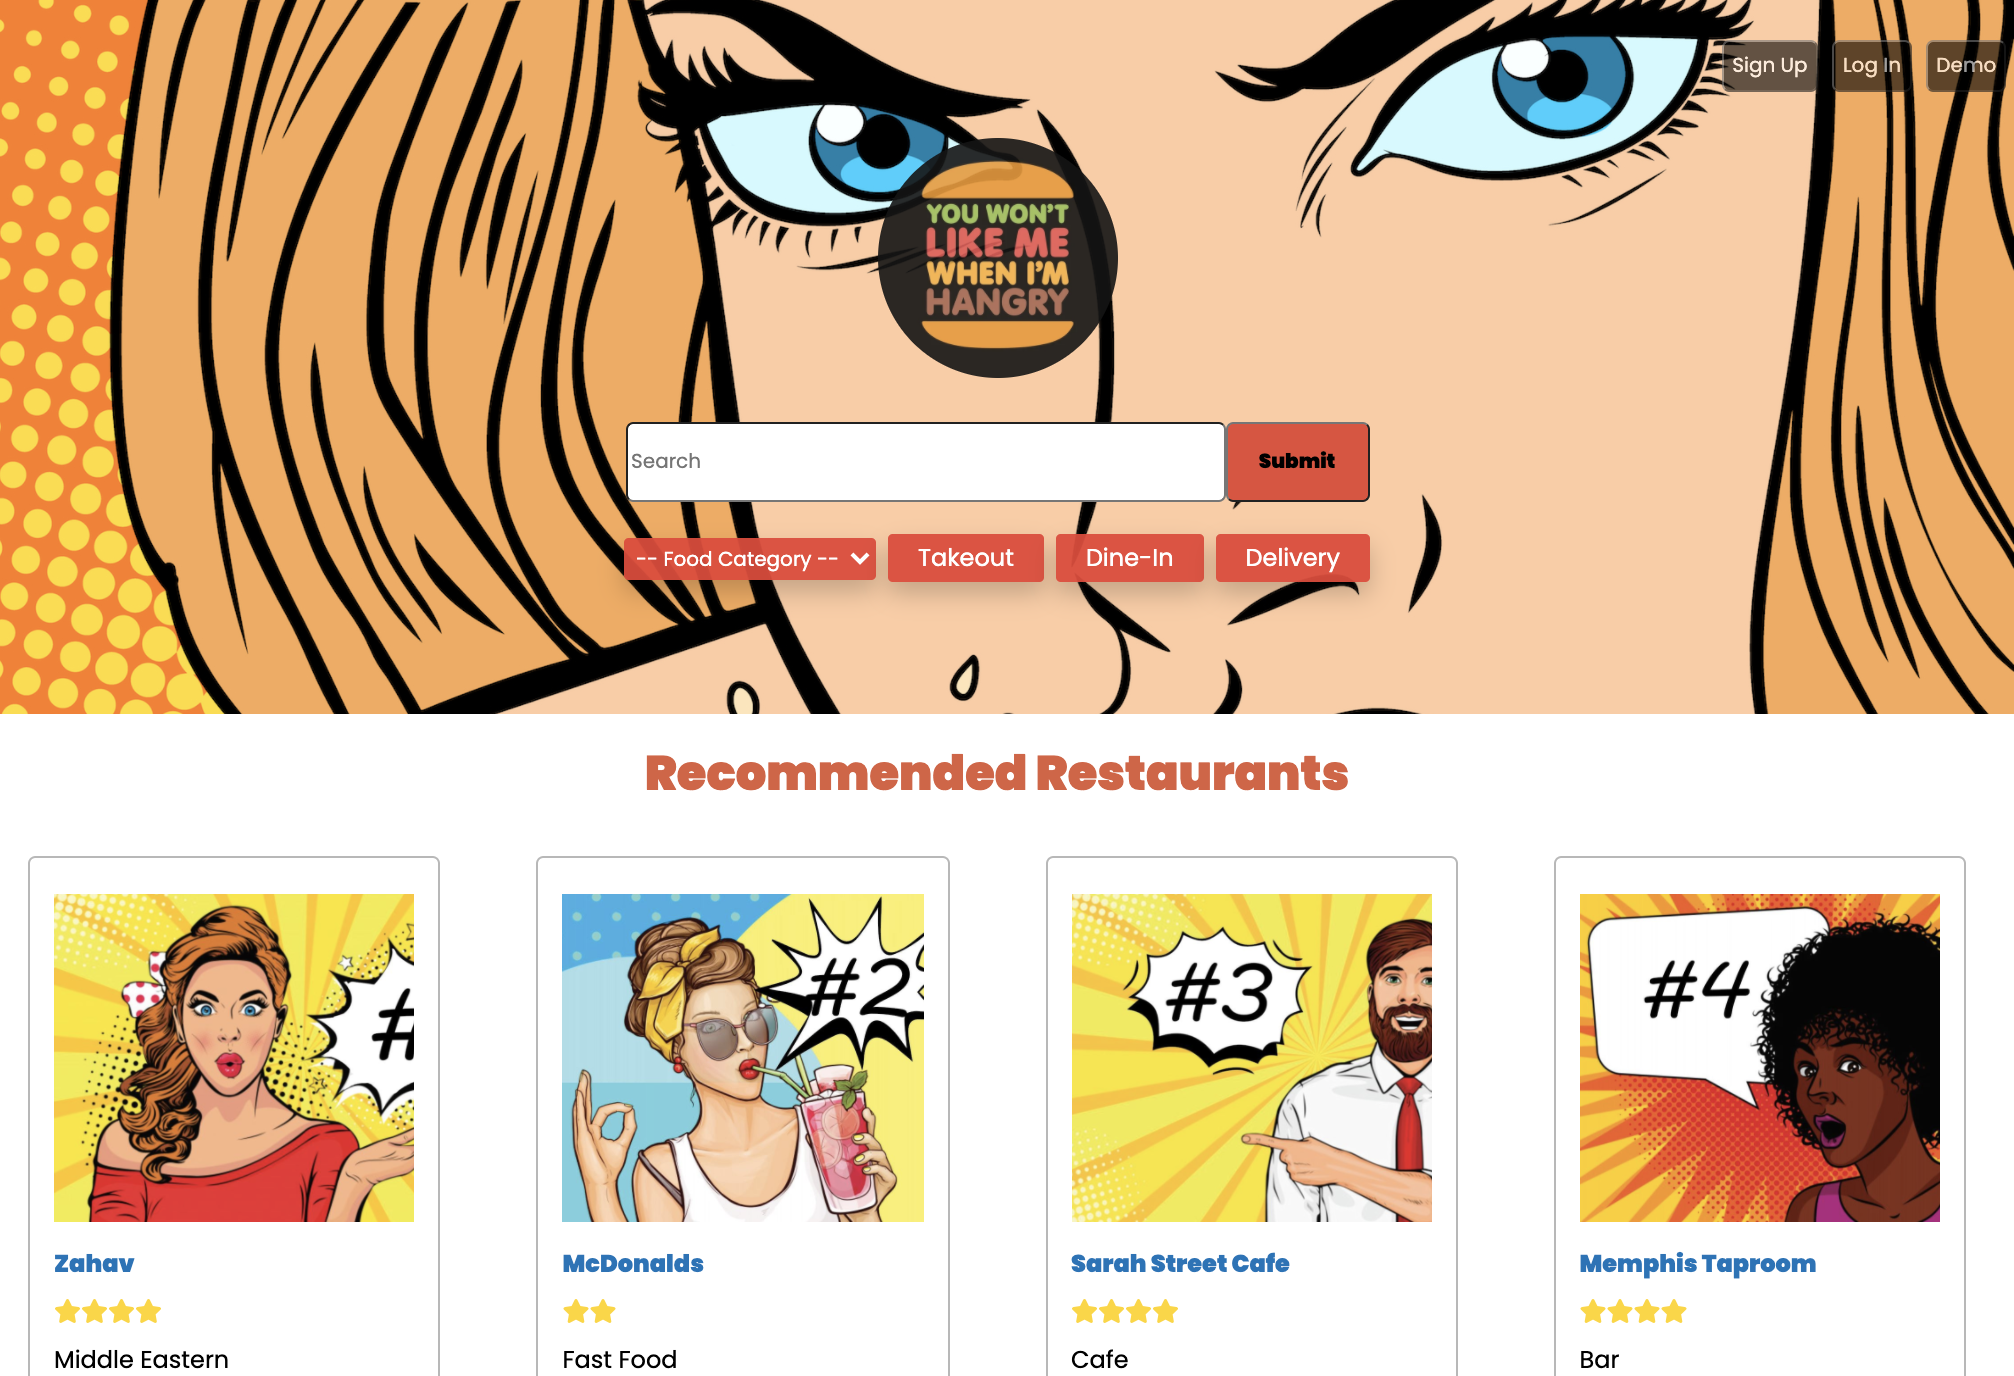 Sign Up Log In Demo
YOU WON'T
LIKE ME
WHEN I'M
HANGRY
Search Submit
-- Food Category -- Takeout Dine-In Delivery
Recommended Restaurants
# #2 #3 #4
Zahav McDonalds Sarah Street Cafe Memphis Taproom
Middle Eastern Fast Food Cafe Bar